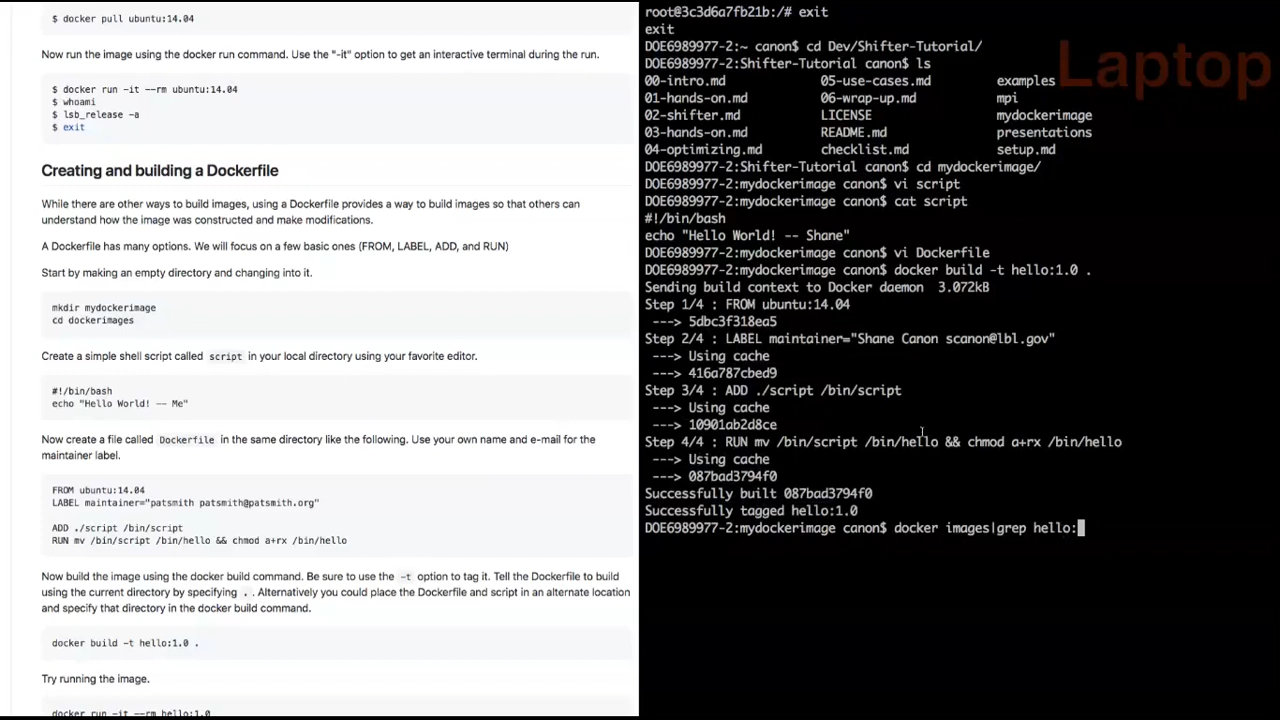 $ docker pull ubuntu:14.04
Now run the image using the docker run command. Use the "-it" option to get an interactive terminal during the run.
$ docker run -it --rm ubuntu:14.04
$ whoami
$ lsb_release -a
$ exit
Creating and building a Dockerfile
While there are other ways to build images, using a Dockerfile provides a way to build images so that others can
understand how the image was constructed and make modifications.
A Dockerfile has many options. We will focus on a few basic ones (FROM, LABEL, ADD, and RUN)
Start by making an empty directory and changing into it.
mkdir mydockerimage
cd dockerimages
Create a simple shell script called script in your local directory using your favorite editor.
#!/bin/bash
echo "Hello World! -- Me"
Now create a file called Dockerfile in the same directory like the following. Use your own name and e-mail for the
maintainer label.
FROM ubuntu:14.04
LABEL maintainer="patsmith patsmith@patsmith.org"
ADD ./script /bin/script
RUN mv /bin/script /bin/hello && chmod a+rx /bin/hello
Now build the image using the docker build command. Be sure to use the -t option to tag it. Tell the Dockerfile to build
using the current directory by specifying . . Alternatively you could place the Dockerfile and script in an alternate location
and specify that directory in the docker build command.
docker build -t hello:1.0 .
Try running the image.
docker run -it --rm hello:1.0
root@3c3d6a7fb21b:/# exit
exit
DOE6989977-2:~ canon$ cd Dev/Shifter-Tutorial/
DOE6989977-2:Shifter-Tutorial canon$ ls
00-intro.md 05-use-cases.md examples
01-hands-on.md 06-wrap-up.md mpi
02-shifter.md LICENSE mydockerimage
03-hands-on.md README.md presentations
04-optimizing.md checklist.md setup.md
DOE6989977-2:Shifter-Tutorial canon$ cd mydockerimage/
DOE6989977-2:mydockerimage canon$ vi script
DOE6989977-2:mydockerimage canon$ cat script
#!/bin/bash
echo "Hello World! -- Shane"
DOE6989977-2:mydockerimage canon$ vi Dockerfile
DOE6989977-2:mydockerimage canon$ docker build -t hello:1.0 .
Sending build context to Docker daemon  3.072kB
Step 1/4 : FROM ubuntu:14.04
---> 5dbc3f318ea5
Step 2/4 : LABEL maintainer="Shane Canon scanon@lbl.gov"
---> Using cache
---> 416a787cbed9
Step 3/4 : ADD ./script /bin/script
---> Using cache
---> 10901ab2d8ce
Step 4/4 : RUN mv /bin/script /bin/hello && chmod a+rx /bin/hello
---> Using cache
---> 087bad3794f0
Successfully built 087bad3794f0
Successfully tagged hello:1.0
DOE6989977-2:mydockerimage canon$ docker images|grep hello:
Laptop